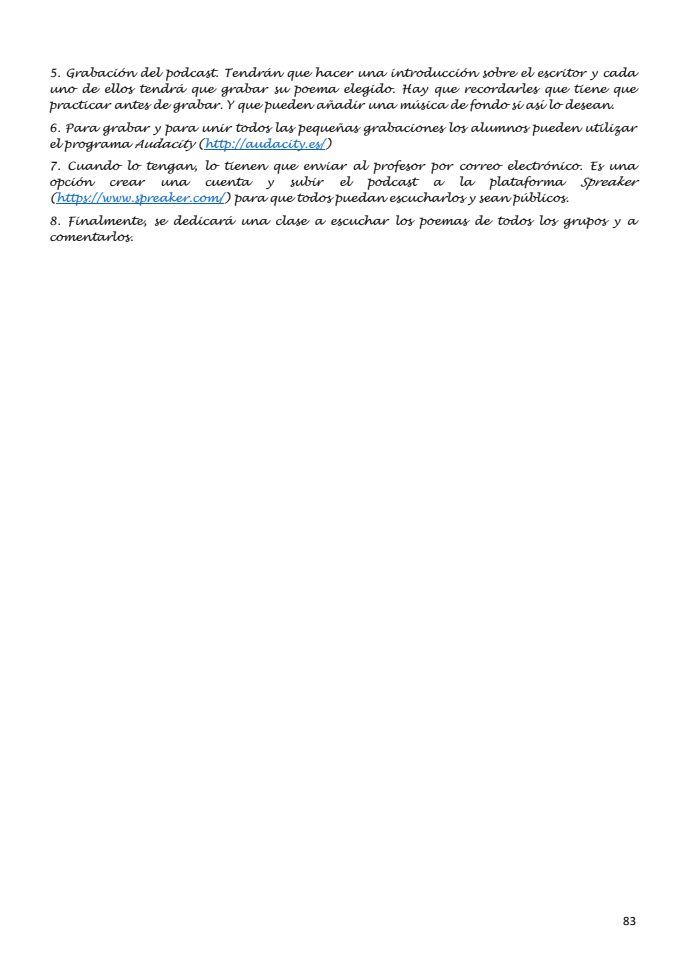 5. Grabación del podcast. Tendrán que hacer una introducción sobre el escritor y cada
uno de ellos tendrá que grabar su poema elegido. Hay que recordarles que tiene que
practicar antes de grabar. Y que pueden añadir una música de fondo si así lo desean.
6. Para grabar y para unir todos las pequeñas grabaciones los alumnos pueden utilizar
el programa Audacity (http://audacity.es/)
7. Cuando lo tengan, lo tienen que enviar al profesor por correo electrónico. Es una
opción crear una cuenta y subir el podcast a la plataforma Spreaker
(https://www.spreaker.com/) para que todos puedan escucharlos y sean públicos.
8. Finalmente, se dedicará una clase a escuchar los poemas de todos los grupos y a
comentarlos.
83